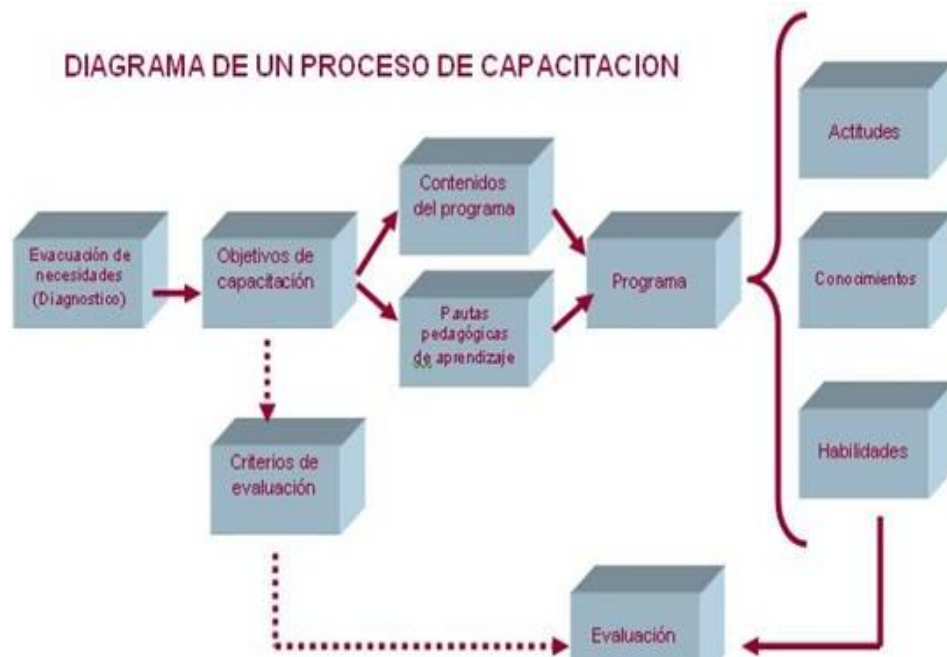 DIAGRAMA DE UN PROCESO DE CAPACITACION
Evacuación de
necesidades
(Diagnostico)
Objetivos de
capacitación
Contenidos
del programa
Pautas
pedagógicas
de aprendizaje
Programa
Actitudes
Conocimientos
Habilidades
Criterios de
evaluación
Evaluación